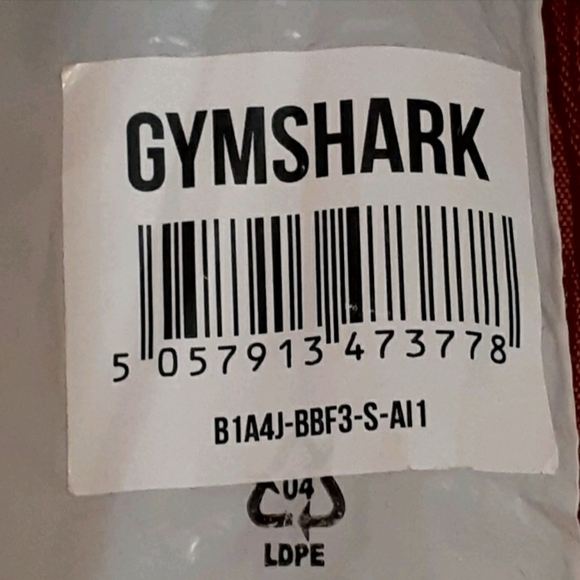 GYMSHARK
5 057913 473778
B1A4J-BBF3-S-AI1
04
LDPE